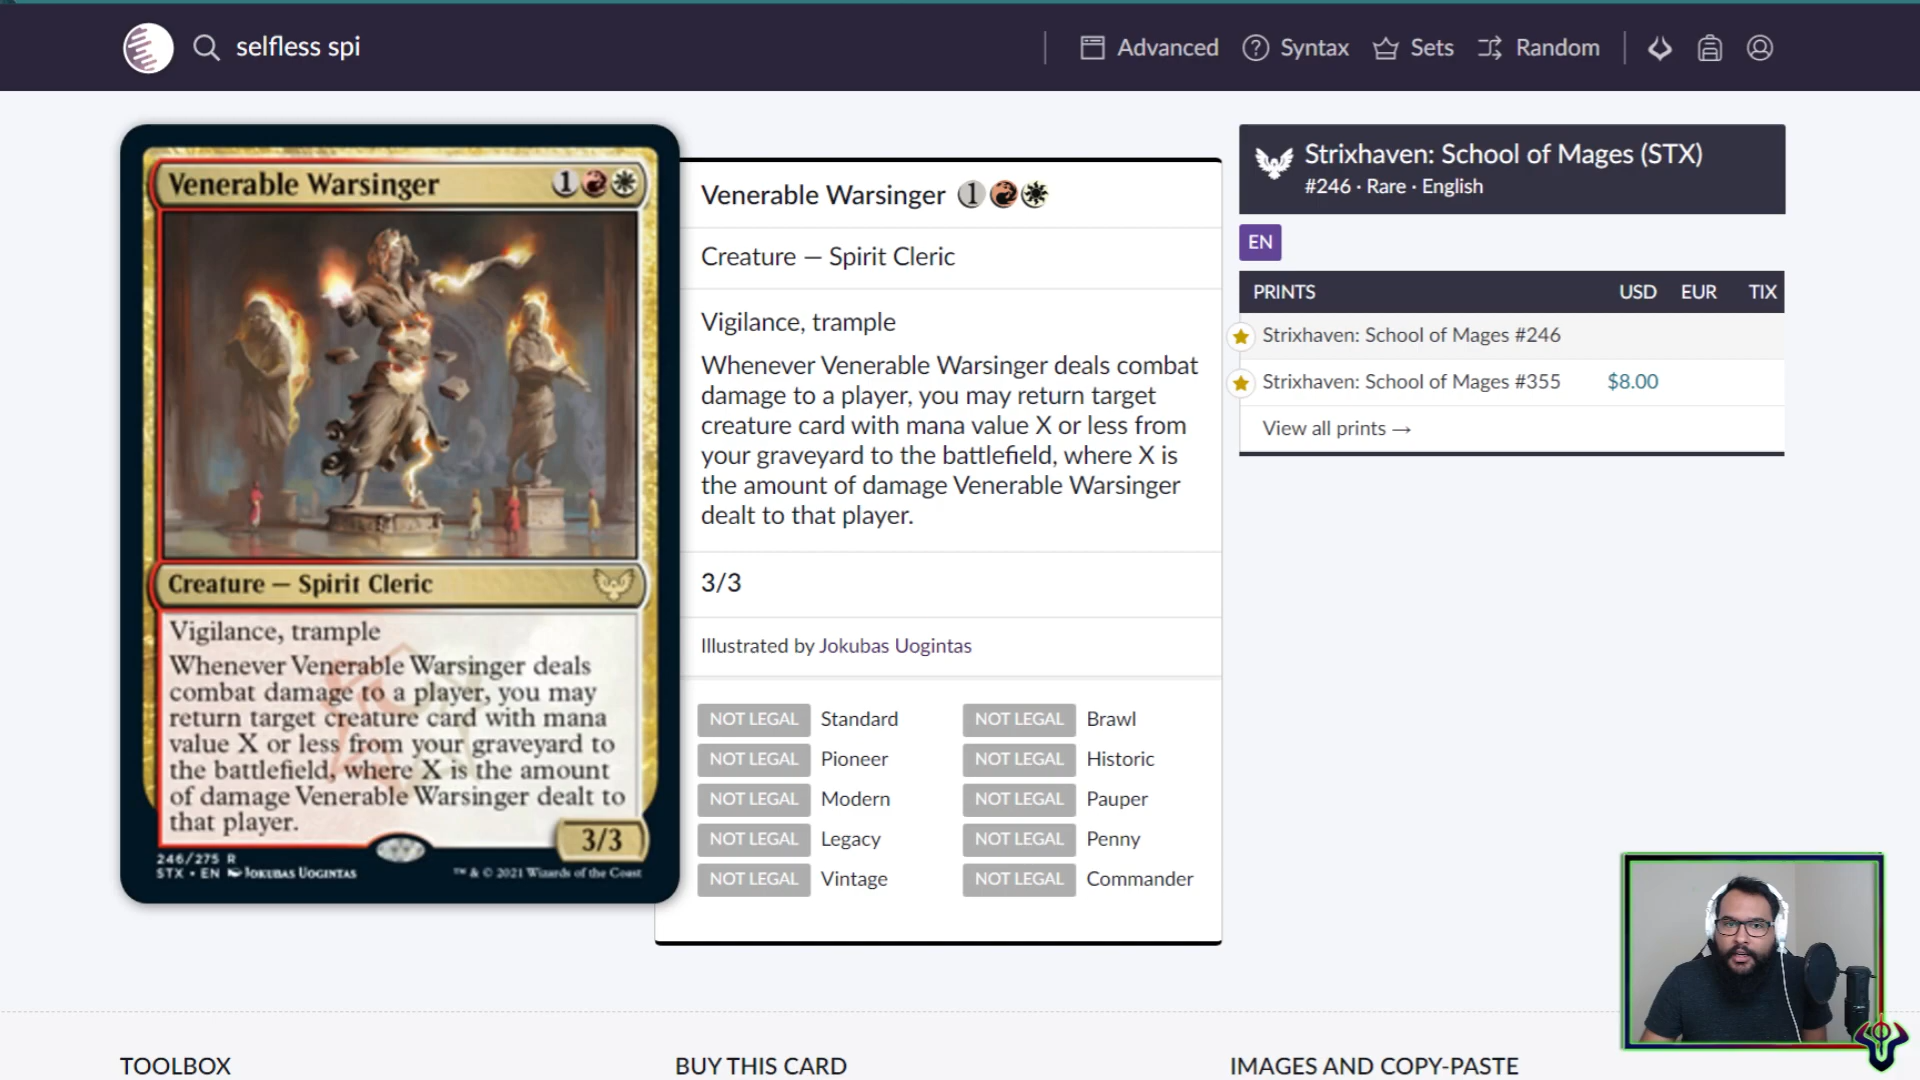 selfless spi
Advanced
Syntax
Sets
Random
Venerable Warsinger 1
Creature — Spirit Cleric
Vigilance, trample
Whenever Venerable Warsinger deals
combat damage to a player, you may
return target creature card with mana
value X or less from your graveyard to
the battlefield, where X is the amount
of damage Venerable Warsinger dealt to
that player.
3/3
246/275 R
STX • EN Jokubas Uogintas
™ & © 2021 Wizards of the Coast
Venerable Warsinger 1
Creature — Spirit Cleric
Vigilance, trample
Whenever Venerable Warsinger deals combat
damage to a player, you may return target
creature card with mana value X or less from
your graveyard to the battlefield, where X is
the amount of damage Venerable Warsinger
dealt to that player.
3/3
Illustrated by Jokubas Uogintas
NOT LEGAL Standard NOT LEGAL Brawl
NOT LEGAL Pioneer NOT LEGAL Historic
NOT LEGAL Modern NOT LEGAL Pauper
NOT LEGAL Legacy NOT LEGAL Penny
NOT LEGAL Vintage NOT LEGAL Commander
Strixhaven: School of Mages (STX)
#246 · Rare · English
EN
PRINTS USD EUR TIX
Strixhaven: School of Mages #246
Strixhaven: School of Mages #355 $8.00
View all prints →
TOOLBOX
BUY THIS CARD
IMAGES AND COPY-PASTE